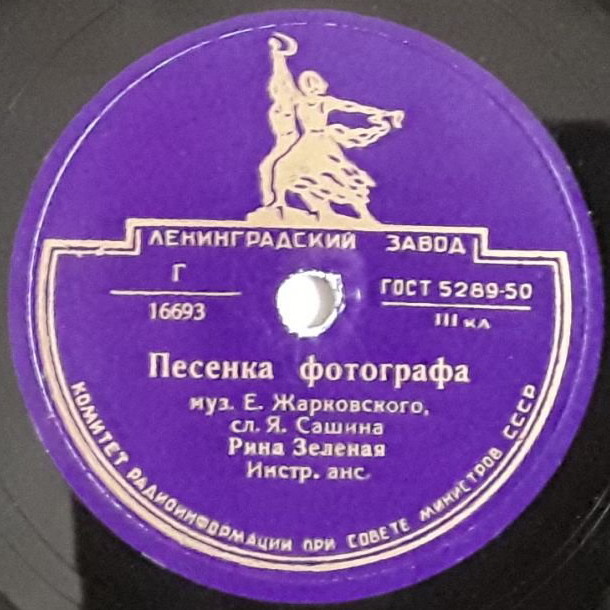 ЛЕНИНГРАДСКИЙ ЗАВОД
Г
16693
ГОСТ 5289-50
III кл
Песенка фотографа
муз. Е. Жарковского,
сл. Я. Сашина
Рина Зеленая
Инстр. анс.
КОМИТЕТ РАДИОИНФОРМАЦИИ ПРИ СОВЕТЕ МИНИСТРОВ СССР